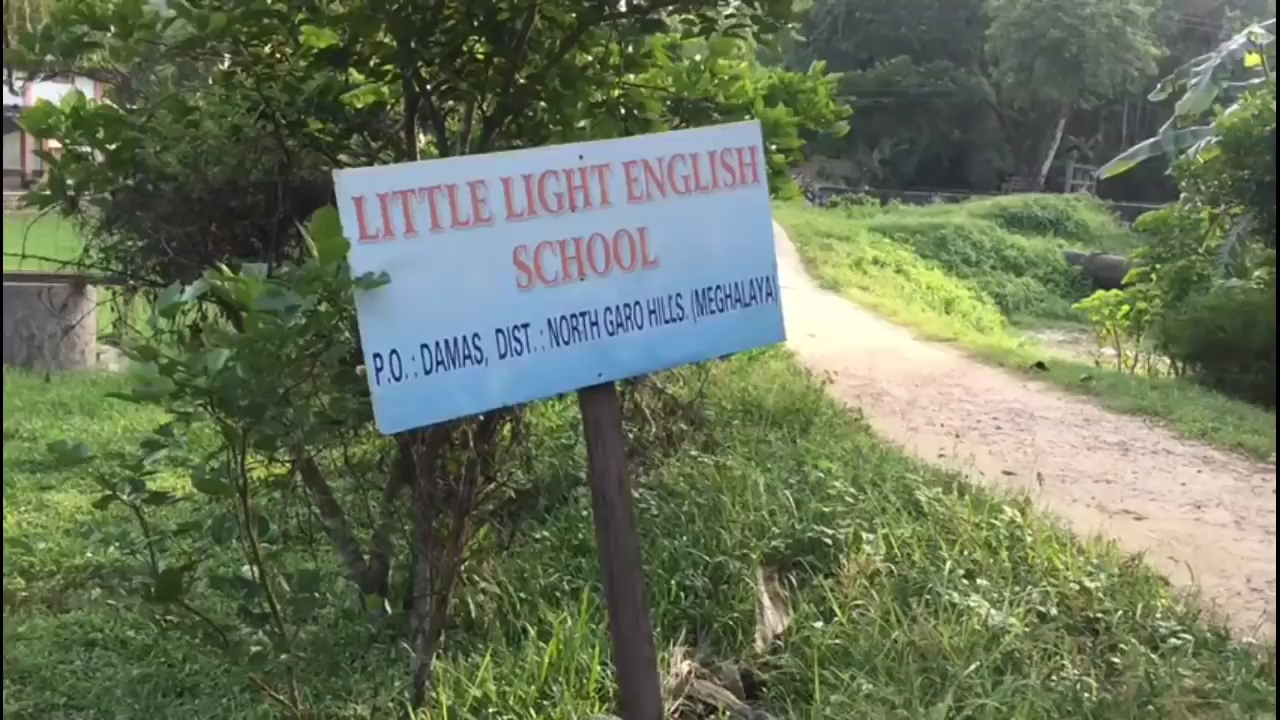 LITTLE LIGHT ENGLISH
SCHOOL
P.O. : DAMAS, DIST. : NORTH GARO HILLS. (MEGHALAYA)